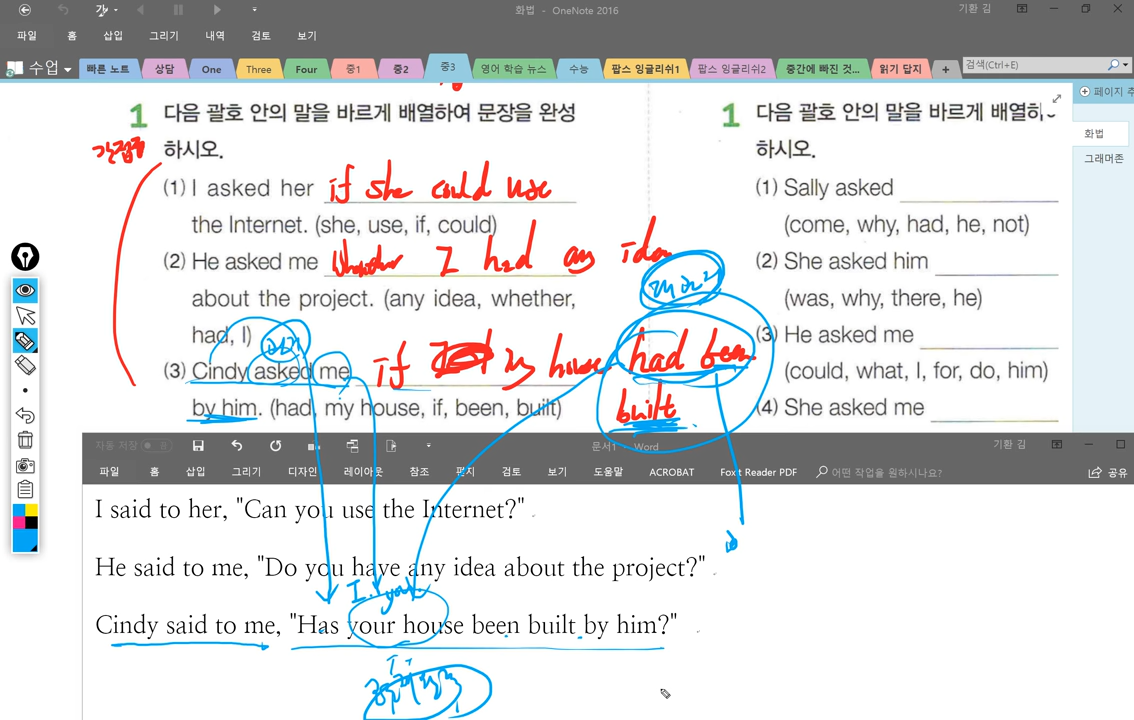 화법 - OneNote 2016
기환 김
파일 홈 삽입 그리기 내역 검토 보기
수업 빠른 노트 상담 One Three Four 중1 중2 중3 영어 학습 뉴스 수능 팝스 잉글리쉬1 팝스 잉글리쉬2 중간에 빠진 것... 읽기 답지 + 검색(Ctrl+E)
페이지 추
화법
그래머존
1 다음 괄호 안의 말을 바르게 배열하여 문장을 완성
하시오.
(1) I asked her if she could use
the Internet. (she, use, if, could)
(2) He asked me whether I had any idea
about the project. (any idea, whether,
had, I)
(3) Cindy asked me if my house had been
built
by him. (had, my house, if, been, built)
1 다음 괄호 안의 말을 바르게 배열하
하시오.
(1) Sally asked
(come, why, had, he, not)
(2) She asked him
(was, why, there, he)
(3) He asked me
(could, what, I, for, do, him)
(4) She asked me
자동 저장 문서1 - Word 기환 김
파일 홈 삽입 그리기 디자인 레이아웃 참조 편지 검토 보기 도움말 ACROBAT Foxit Reader PDF 어떤 작업을 원하시나요? 공유
I said to her, "Can you use the Internet?"
He said to me, "Do you have any idea about the project?"
I your
Cindy said to me, "Has your house been built by him?"